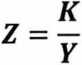 Z = K/Y